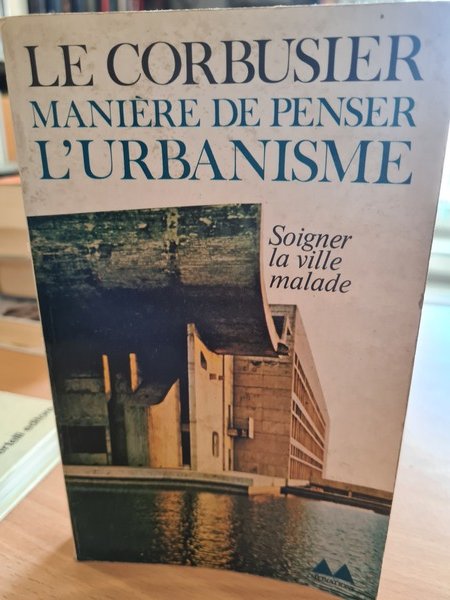 LE CORBUSIER
MANIÈRE DE PENSER
L'URBANISME
Soigner
la ville
malade